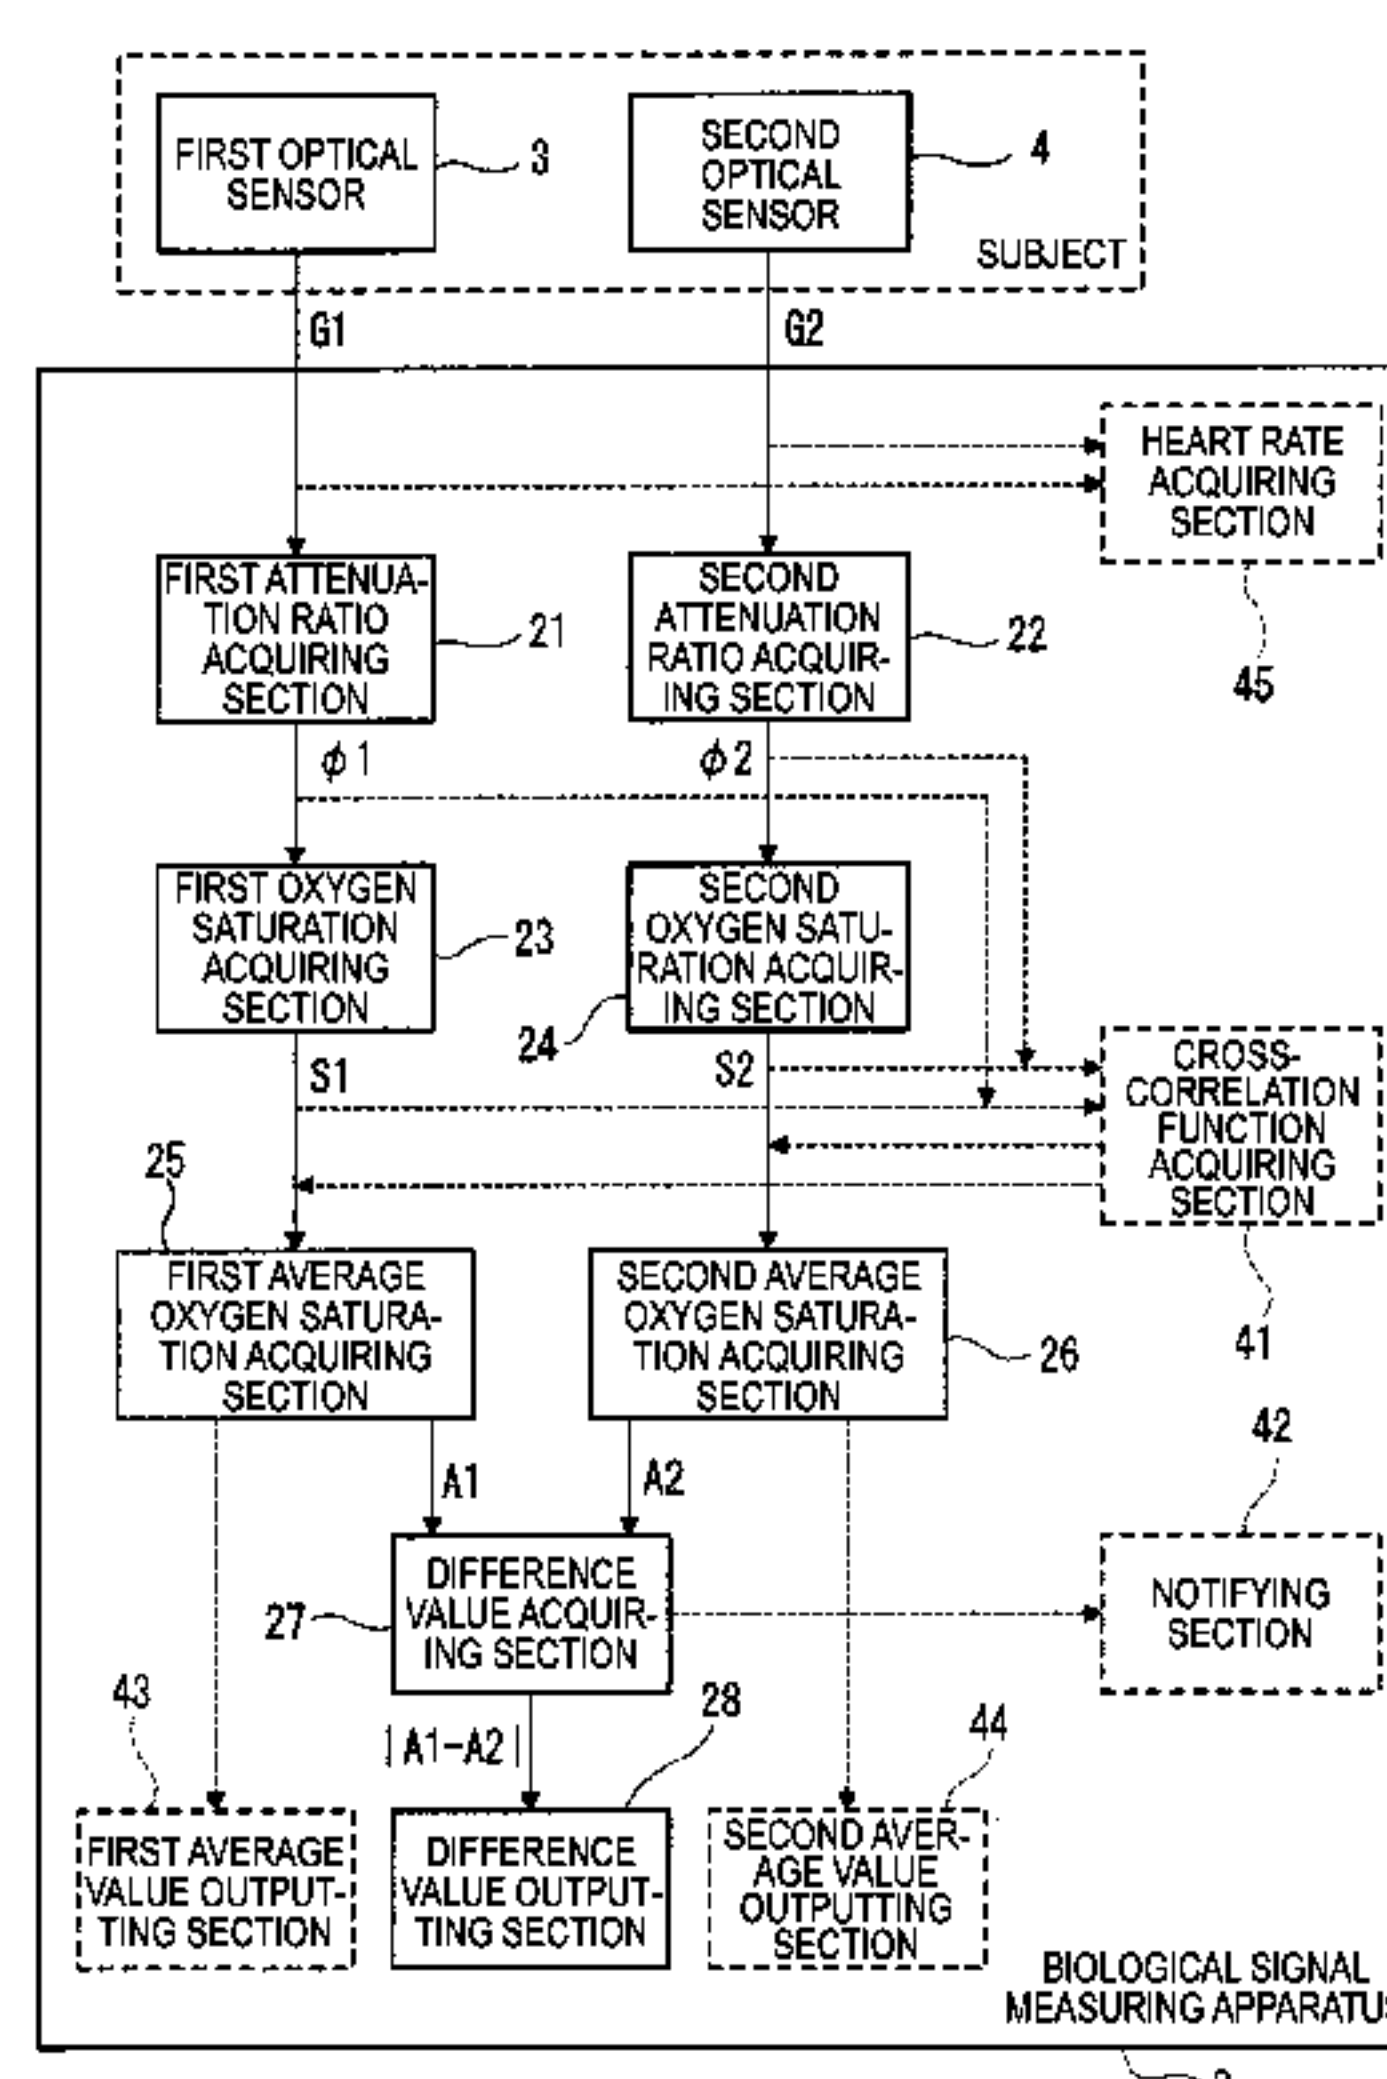 FIRST OPTICAL
SENSOR
3
SECOND
OPTICAL
SENSOR
4
SUBJECT
G1
G2
HEART RATE
ACQUIRING
SECTION
45
FIRST ATTENUA-
TION RATIO
ACQUIRING
SECTION
21
SECOND
ATTENUATION
RATIO ACQUIR-
ING SECTION
22
ϕ1
ϕ2
FIRST OXYGEN
SATURATION
ACQUIRING
SECTION
23
SECOND
OXYGEN SATU-
RATION ACQUIR-
ING SECTION
24
S1
S2
CROSS-
CORRELATION
FUNCTION
ACQUIRING
SECTION
41
25
FIRST AVERAGE
OXYGEN SATURA-
TION ACQUIRING
SECTION
SECOND AVERAGE
OXYGEN SATURA-
TION ACQUIRING
SECTION
26
A1
A2
42
NOTIFYING
SECTION
DIFFERENCE
VALUE ACQUIR-
ING SECTION
27
|A1-A2|
28
43
44
FIRST AVERAGE
VALUE OUTPUT-
TING SECTION
DIFFERENCE
VALUE OUTPUT-
TING SECTION
SECOND AVER-
AGE VALUE
OUTPUTTING
SECTION
BIOLOGICAL SIGNAL
MEASURING APPARATUS